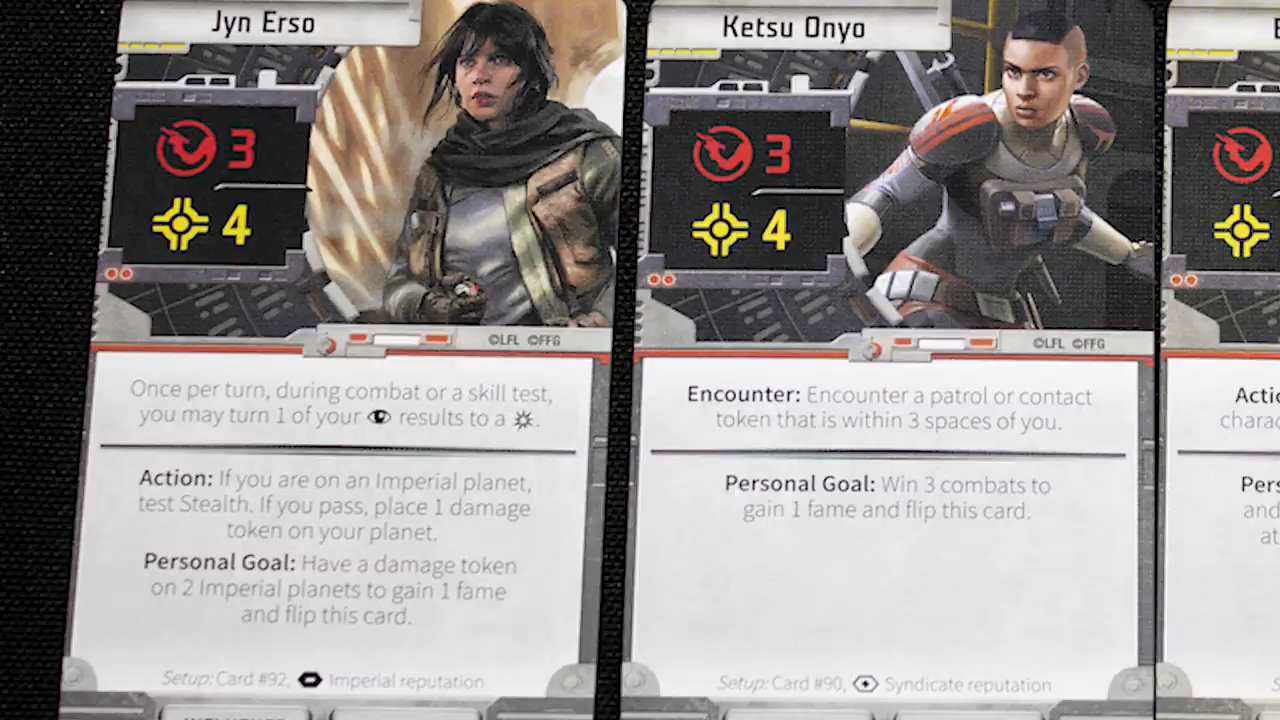 Jyn Erso
3
4
©LFL ©FFG
Once per turn, during combat or a skill test,
you may turn 1 of your results to a .
Action: If you are on an Imperial planet,
test Stealth. If you pass, place 1 damage
token on your planet.
Personal Goal: Have a damage token
on 2 Imperial planets to gain 1 fame
and flip this card.
Setup: Card #92, Imperial reputation
Ketsu Onyo
3
4
©LFL ©FFG
Encounter: Encounter a patrol or contact
token that is within 3 spaces of you.
Personal Goal: Win 3 combats to
gain 1 fame and flip this card.
Setup: Card #90, Syndicate reputation
and
at